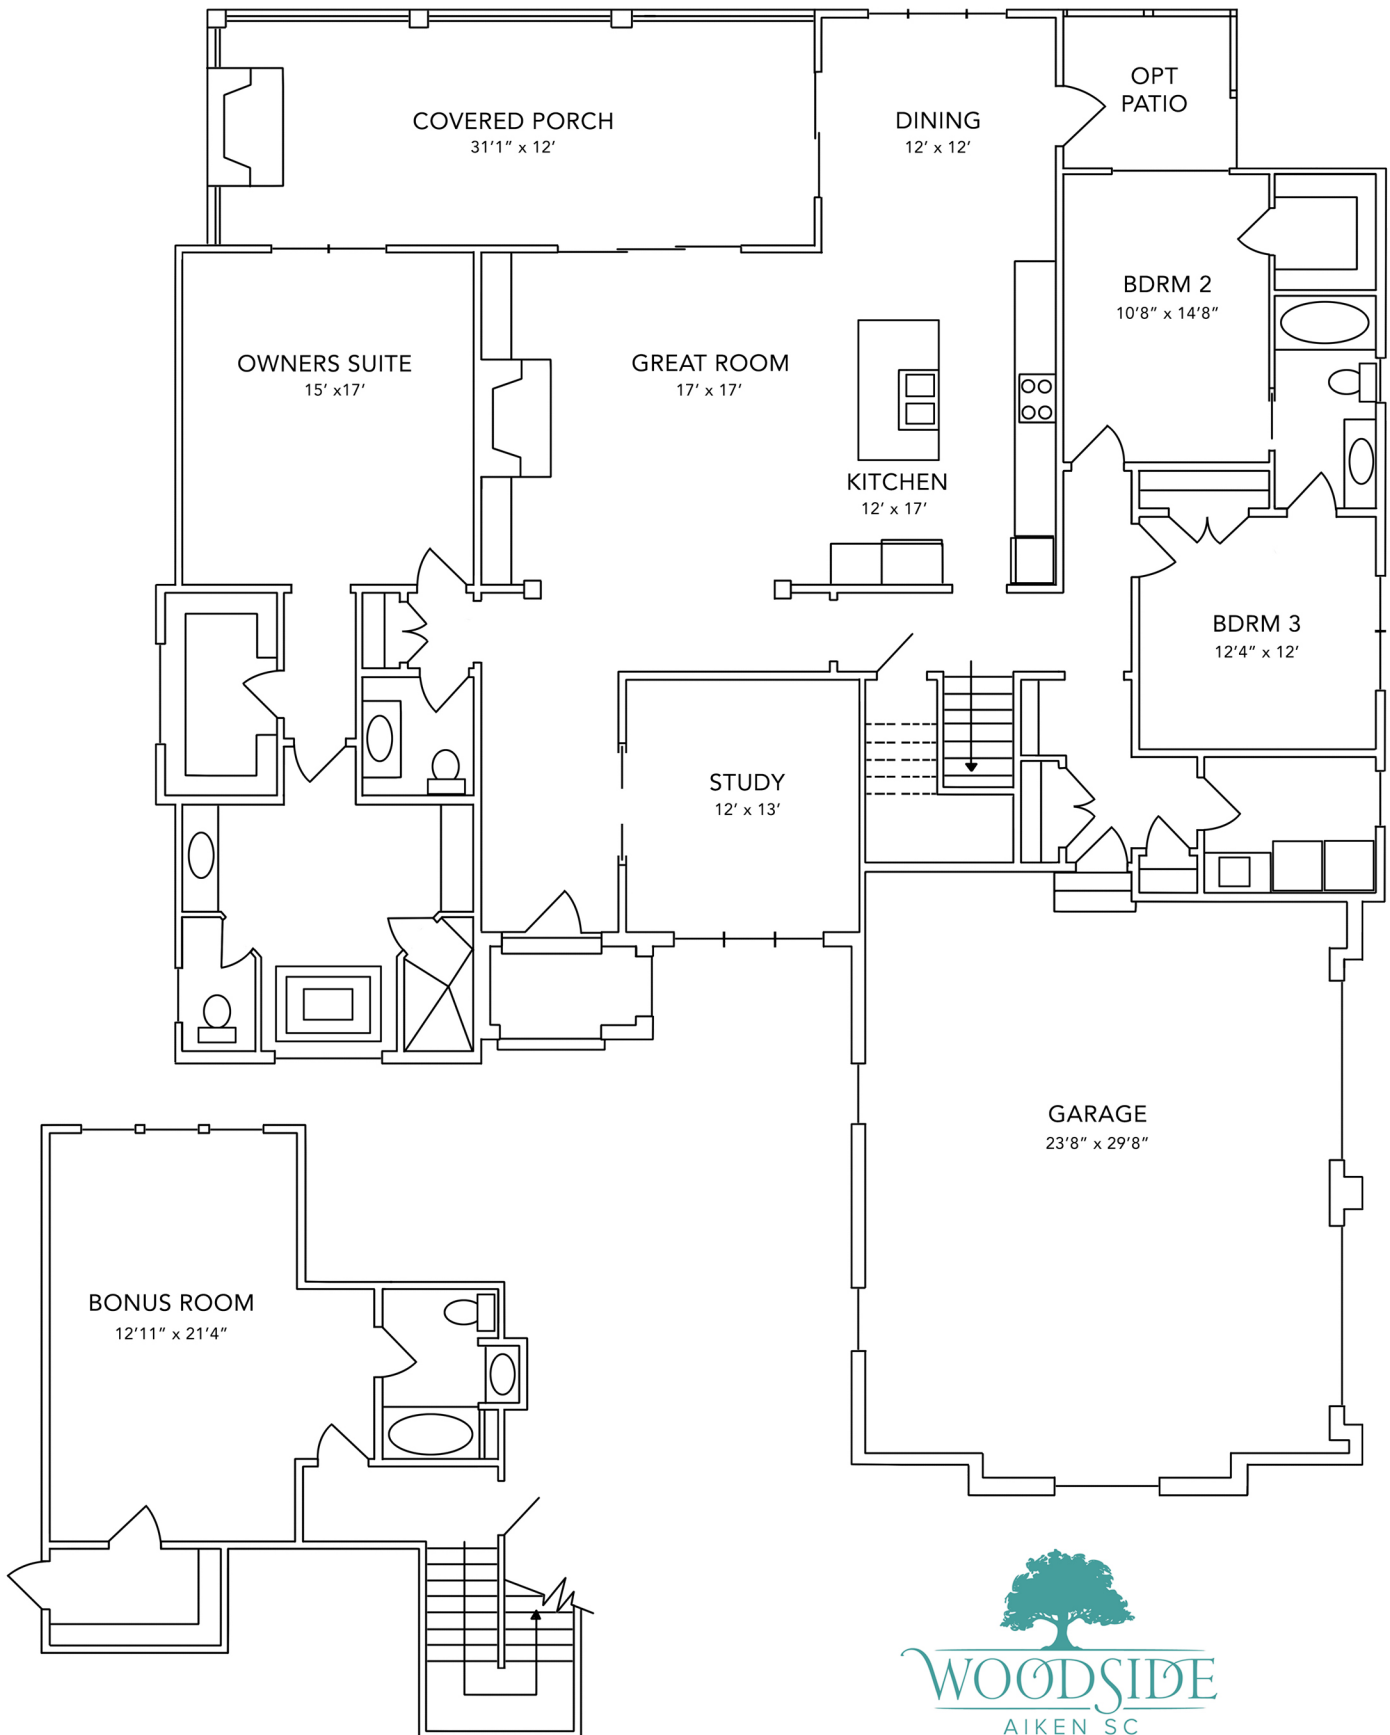 OPT
PATIO
COVERED PORCH
31'1" x 12'
DINING
12' x 12'
BDRM 2
10'8" x 14'8"
OWNERS SUITE
15' x17'
GREAT ROOM
17' x 17'
KITCHEN
12' x 17'
BDRM 3
12'4" x 12'
STUDY
12' x 13'
GARAGE
23'8" x 29'8"
BONUS ROOM
12'11" x 21'4"
WOODSIDE
AIKEN SC